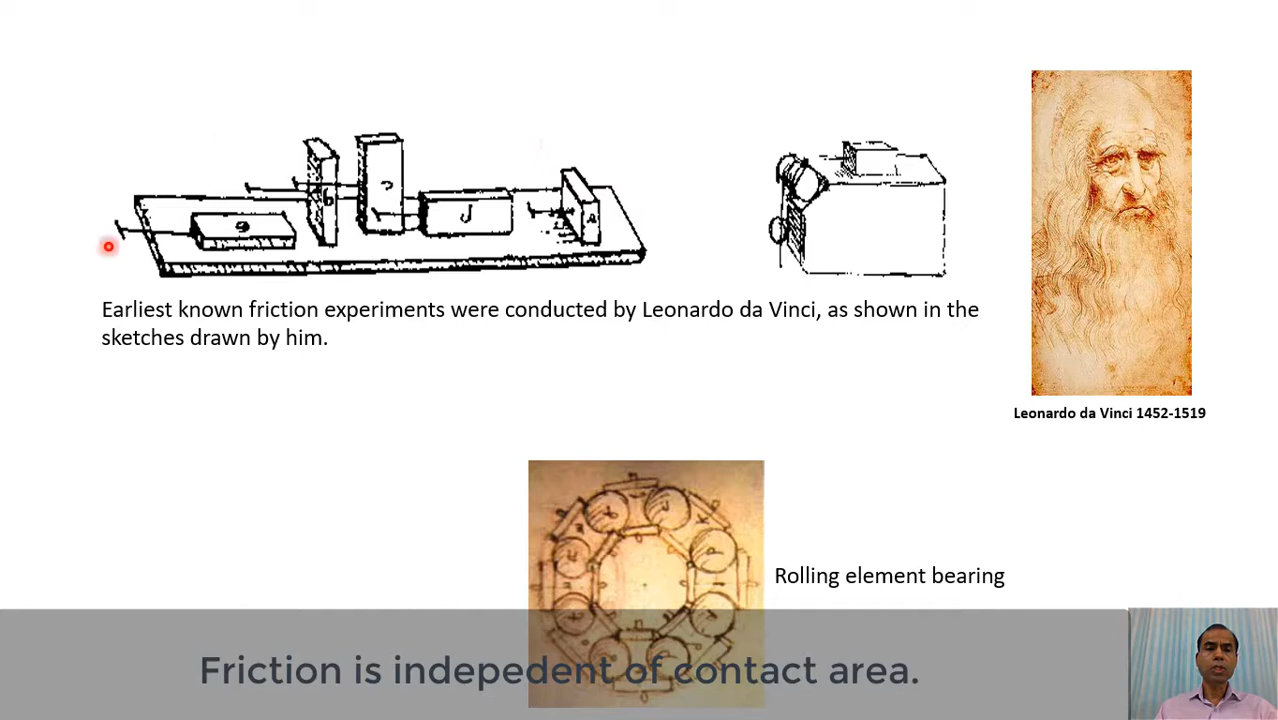 Earliest known friction experiments were conducted by Leonardo da Vinci, as shown in the
sketches drawn by him.
Leonardo da Vinci 1452-1519
Rolling element bearing
Friction is indepedent of contact area.